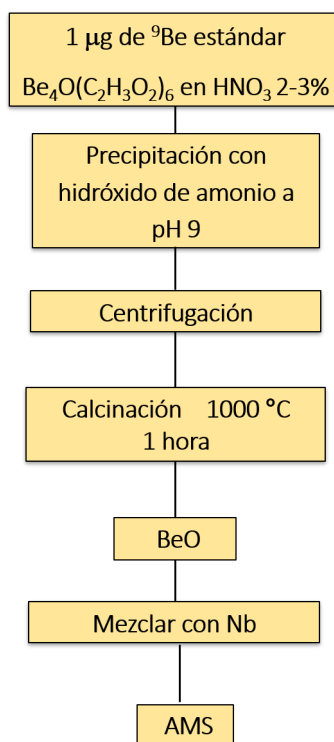 1 µg de ⁹Be estándar
Be₄O(C₂H₃O₂)₆ en HNO₃ 2-3%
Precipitación con
hidróxido de amonio a
pH 9
Centrifugación
Calcinación 1000 °C
1 hora
BeO
Mezclar con Nb
AMS